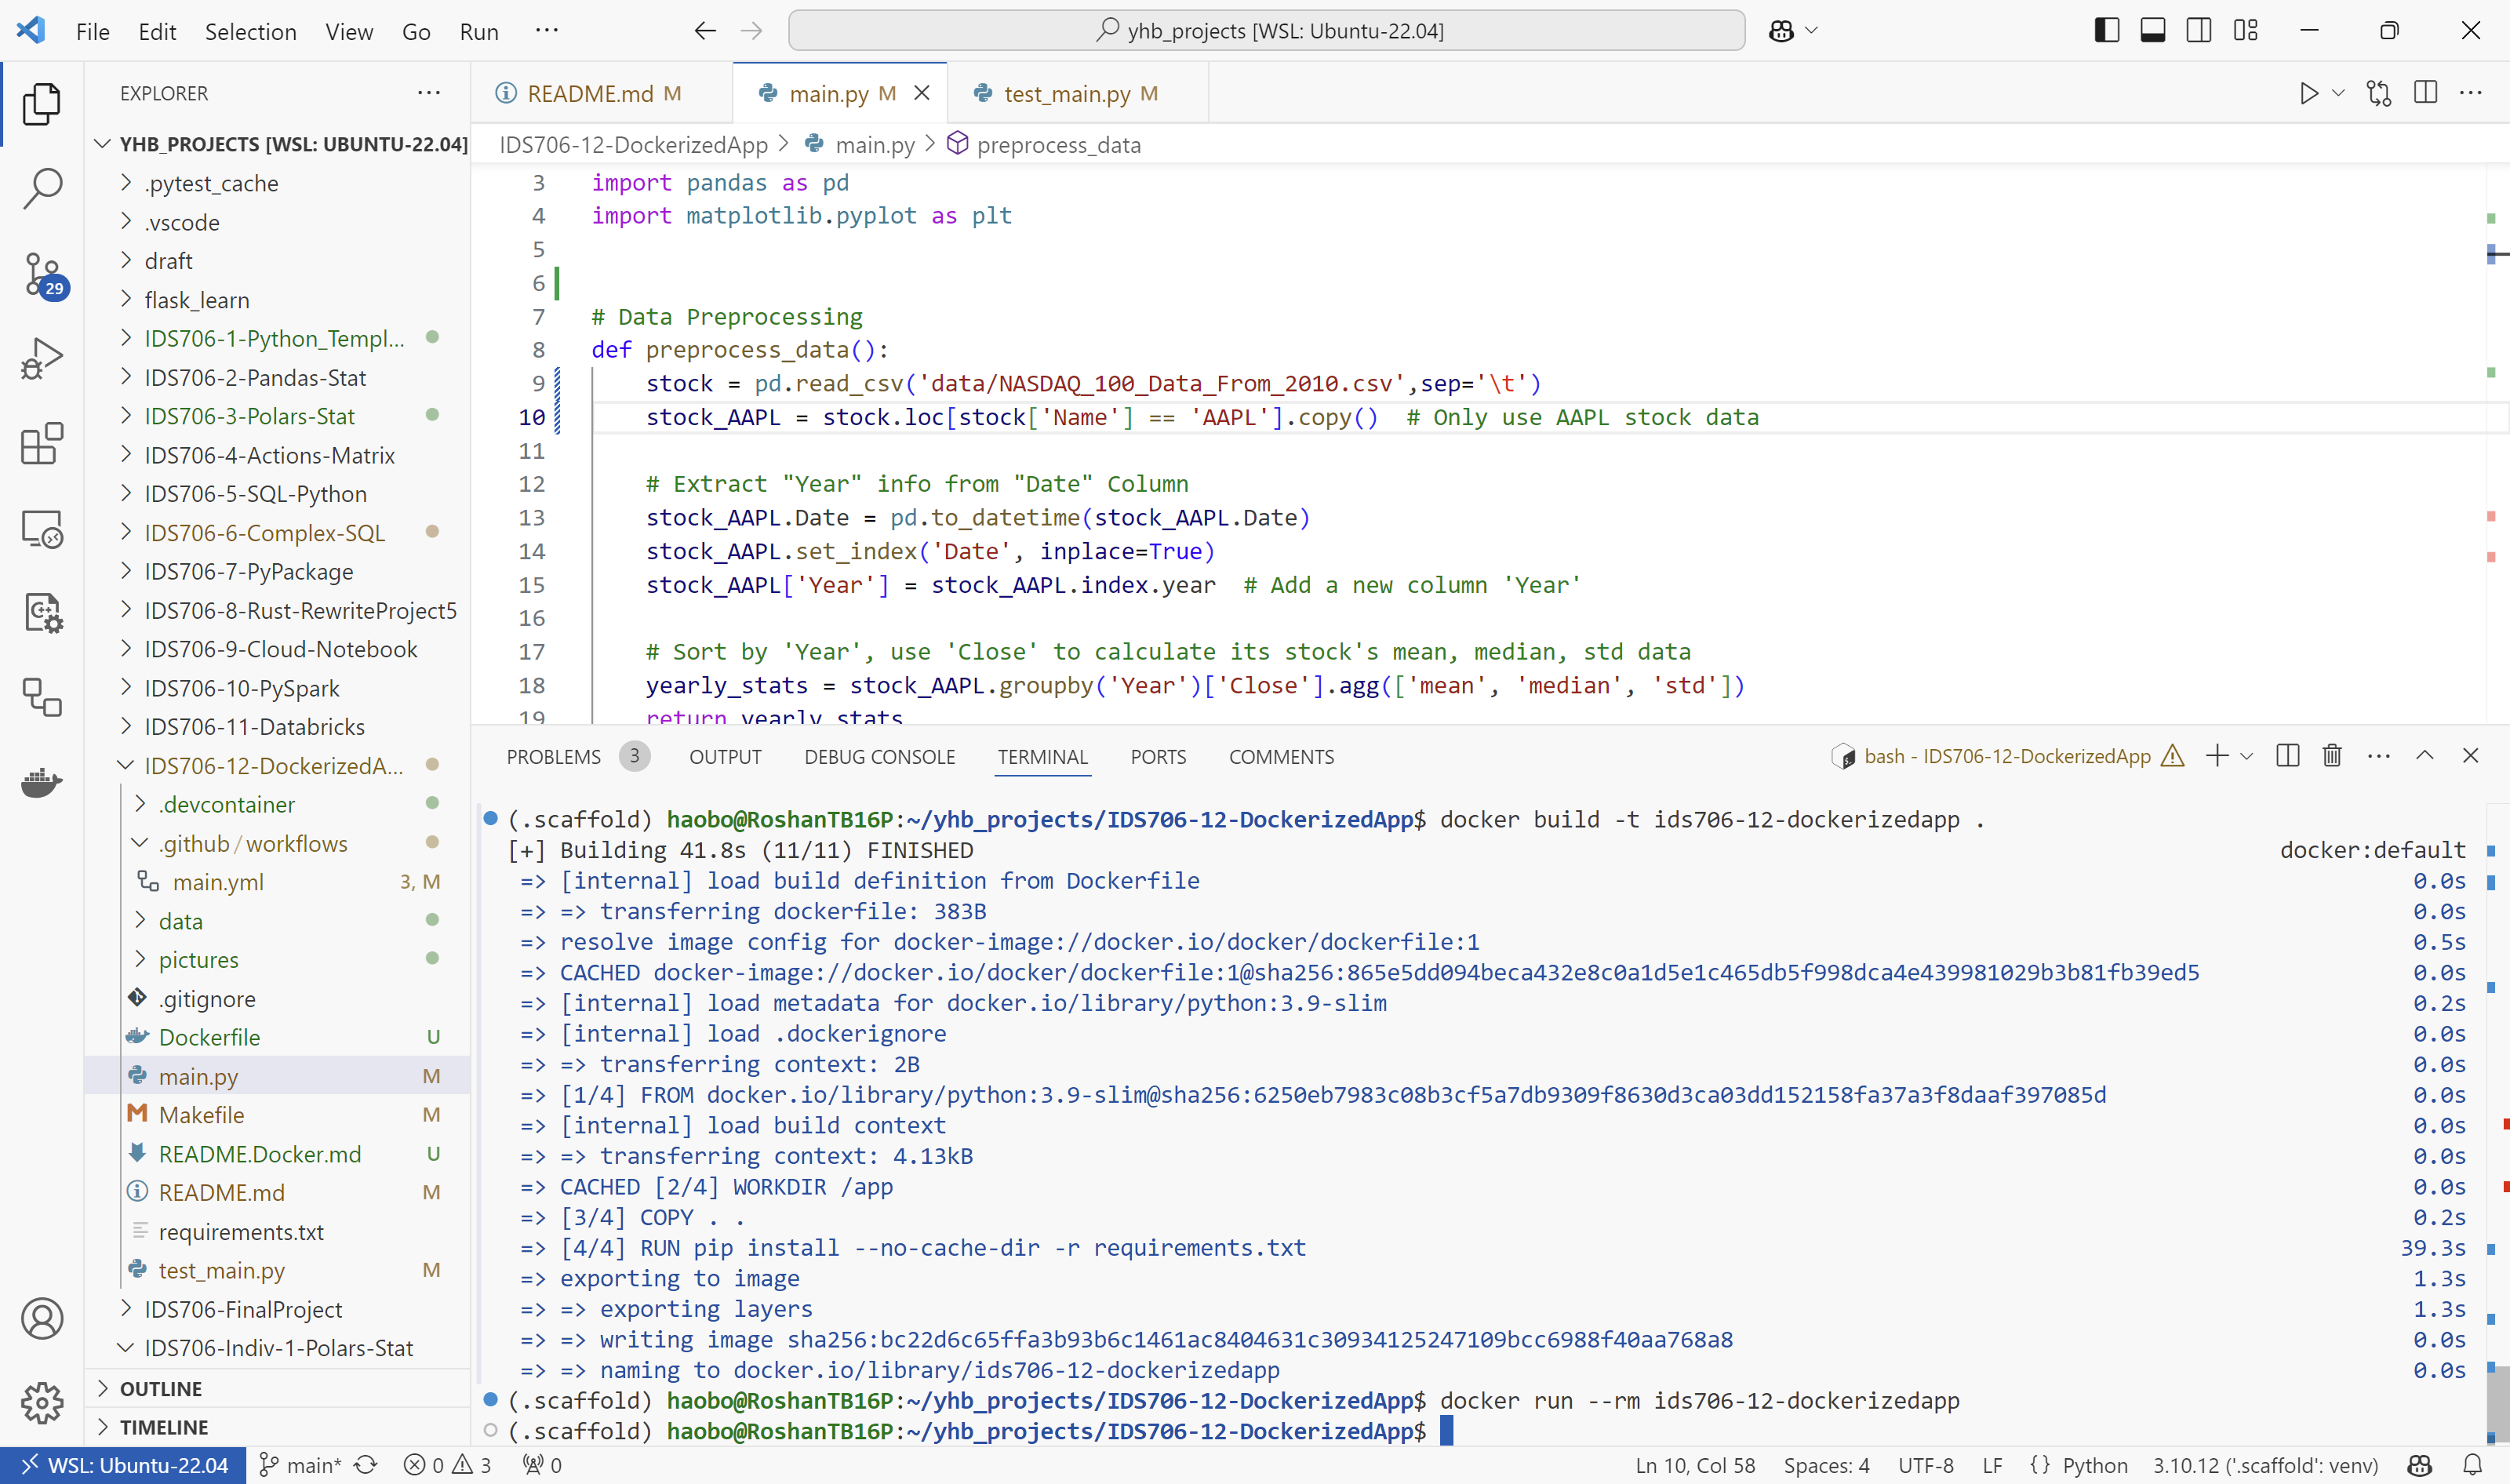 File Edit Selection View Go Run ...
yhb_projects [WSL: Ubuntu-22.04]
EXPLORER
YHB_PROJECTS [WSL: UBUNTU-22.04]
.pytest_cache
.vscode
draft
flask_learn
IDS706-1-Python_Templ...
IDS706-2-Pandas-Stat
IDS706-3-Polars-Stat
IDS706-4-Actions-Matrix
IDS706-5-SQL-Python
IDS706-6-Complex-SQL
IDS706-7-PyPackage
IDS706-8-Rust-RewriteProject5
IDS706-9-Cloud-Notebook
IDS706-10-PySpark
IDS706-11-Databricks
IDS706-12-DockerizedA...
.devcontainer
.github/workflows
main.yml 3, M
data
pictures
.gitignore
Dockerfile U
main.py M
Makefile M
README.Docker.md U
README.md M
requirements.txt
test_main.py M
IDS706-FinalProject
IDS706-Indiv-1-Polars-Stat
OUTLINE
TIMELINE
29
README.md M main.py M test_main.py M
IDS706-12-DockerizedApp > main.py > preprocess_data
3 import pandas as pd
4 import matplotlib.pyplot as plt
5
6
7 # Data Preprocessing
8 def preprocess_data():
9 stock = pd.read_csv('data/NASDAQ_100_Data_From_2010.csv',sep='\t')
10 stock_AAPL = stock.loc[stock['Name'] == 'AAPL'].copy()  # Only use AAPL stock data
11
12 # Extract "Year" info from "Date" Column
13 stock_AAPL.Date = pd.to_datetime(stock_AAPL.Date)
14 stock_AAPL.set_index('Date', inplace=True)
15 stock_AAPL['Year'] = stock_AAPL.index.year  # Add a new column 'Year'
16
17 # Sort by 'Year', use 'Close' to calculate its stock's mean, median, std data
18 yearly_stats = stock_AAPL.groupby('Year')['Close'].agg(['mean', 'median', 'std'])
19 return yearly_stats
PROBLEMS 3 OUTPUT DEBUG CONSOLE TERMINAL PORTS COMMENTS
bash - IDS706-12-DockerizedApp
(.scaffold) haobo@RoshanTB16P:~/yhb_projects/IDS706-12-DockerizedApp$ docker build -t ids706-12-dockerizedapp .
[+] Building 41.8s (11/11) FINISHED docker:default
=> [internal] load build definition from Dockerfile 0.0s
=> => transferring dockerfile: 383B 0.0s
=> resolve image config for docker-image://docker.io/docker/dockerfile:1 0.5s
=> CACHED docker-image://docker.io/docker/dockerfile:1@sha256:865e5dd094beca432e8c0a1d5e1c465db5f998dca4e439981029b3b81fb39ed5 0.0s
=> [internal] load metadata for docker.io/library/python:3.9-slim 0.2s
=> [internal] load .dockerignore 0.0s
=> => transferring context: 2B 0.0s
=> [1/4] FROM docker.io/library/python:3.9-slim@sha256:6250eb7983c08b3cf5a7db9309f8630d3ca03dd152158fa37a3f8daaf397085d 0.0s
=> [internal] load build context 0.0s
=> => transferring context: 4.13kB 0.0s
=> CACHED [2/4] WORKDIR /app 0.0s
=> [3/4] COPY . . 0.2s
=> [4/4] RUN pip install --no-cache-dir -r requirements.txt 39.3s
=> exporting to image 1.3s
=> => exporting layers 1.3s
=> => writing image sha256:bc22d6c65ffa3b93b6c1461ac8404631c30934125247109bcc6988f40aa768a8 0.0s
=> => naming to docker.io/library/ids706-12-dockerizedapp 0.0s
(.scaffold) haobo@RoshanTB16P:~/yhb_projects/IDS706-12-DockerizedApp$ docker run --rm ids706-12-dockerizedapp
(.scaffold) haobo@RoshanTB16P:~/yhb_projects/IDS706-12-DockerizedApp$
WSL: Ubuntu-22.04 main* 0 3 0 Ln 10, Col 58 Spaces: 4 UTF-8 LF {} Python 3.10.12 ('.scaffold': venv)